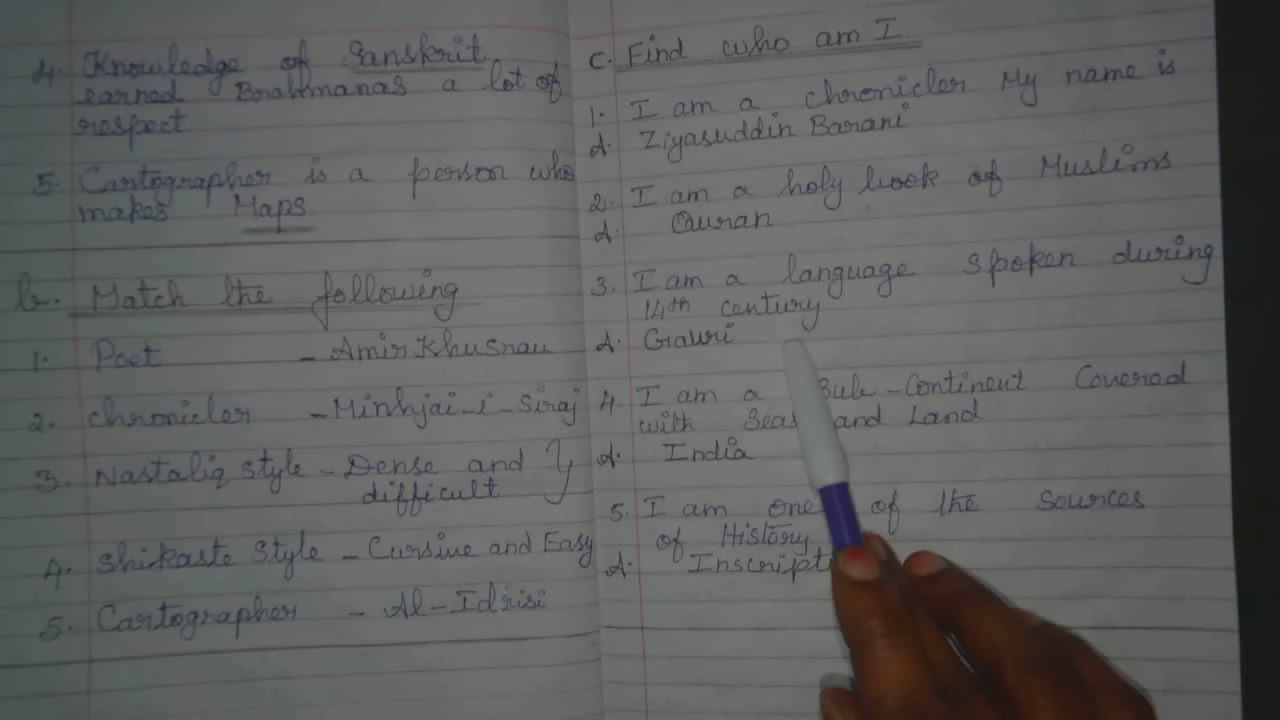 4. Knowledge of Sanskrit
earned Brahmanas a lot of
respect
5. Cartographer is a person who
makes Maps
b. Match the following
1. Poet - Amir Khusrau
2. Chronicler - Minhjai-i-Siraj
3. Nastaliq style - Dense and
difficult
4. Shikaste style - Cursive and Easy
5. Cartographer - Al-Idrisi
C. Find who am I
1. I am a chronicler My name is
A. Ziyasuddin Barani
2. I am a holy book of Muslims
A. Quran
3. I am a language spoken during
14th century
A. Gauri
4. I am a Sub-Continent Covered
with Seas and Land
A. India
5. I am one of the sources
of History
A. Inscripti